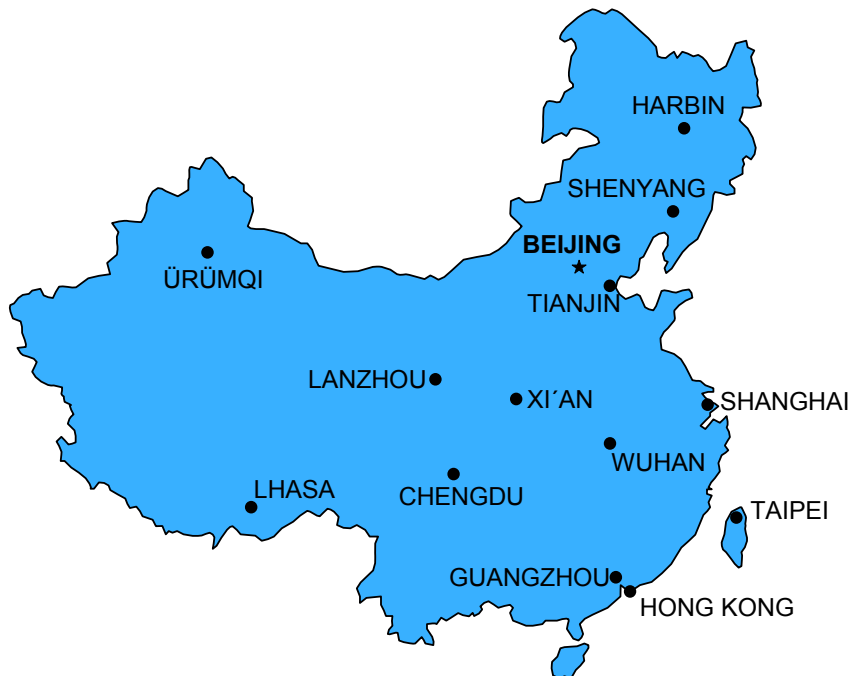 HARBIN
SHENYANG
BEIJING
ÜRÜMQI
TIANJIN
LANZHOU
XI´AN
SHANGHAI
WUHAN
LHASA
CHENGDU
TAIPEI
GUANGZHOU
HONG KONG